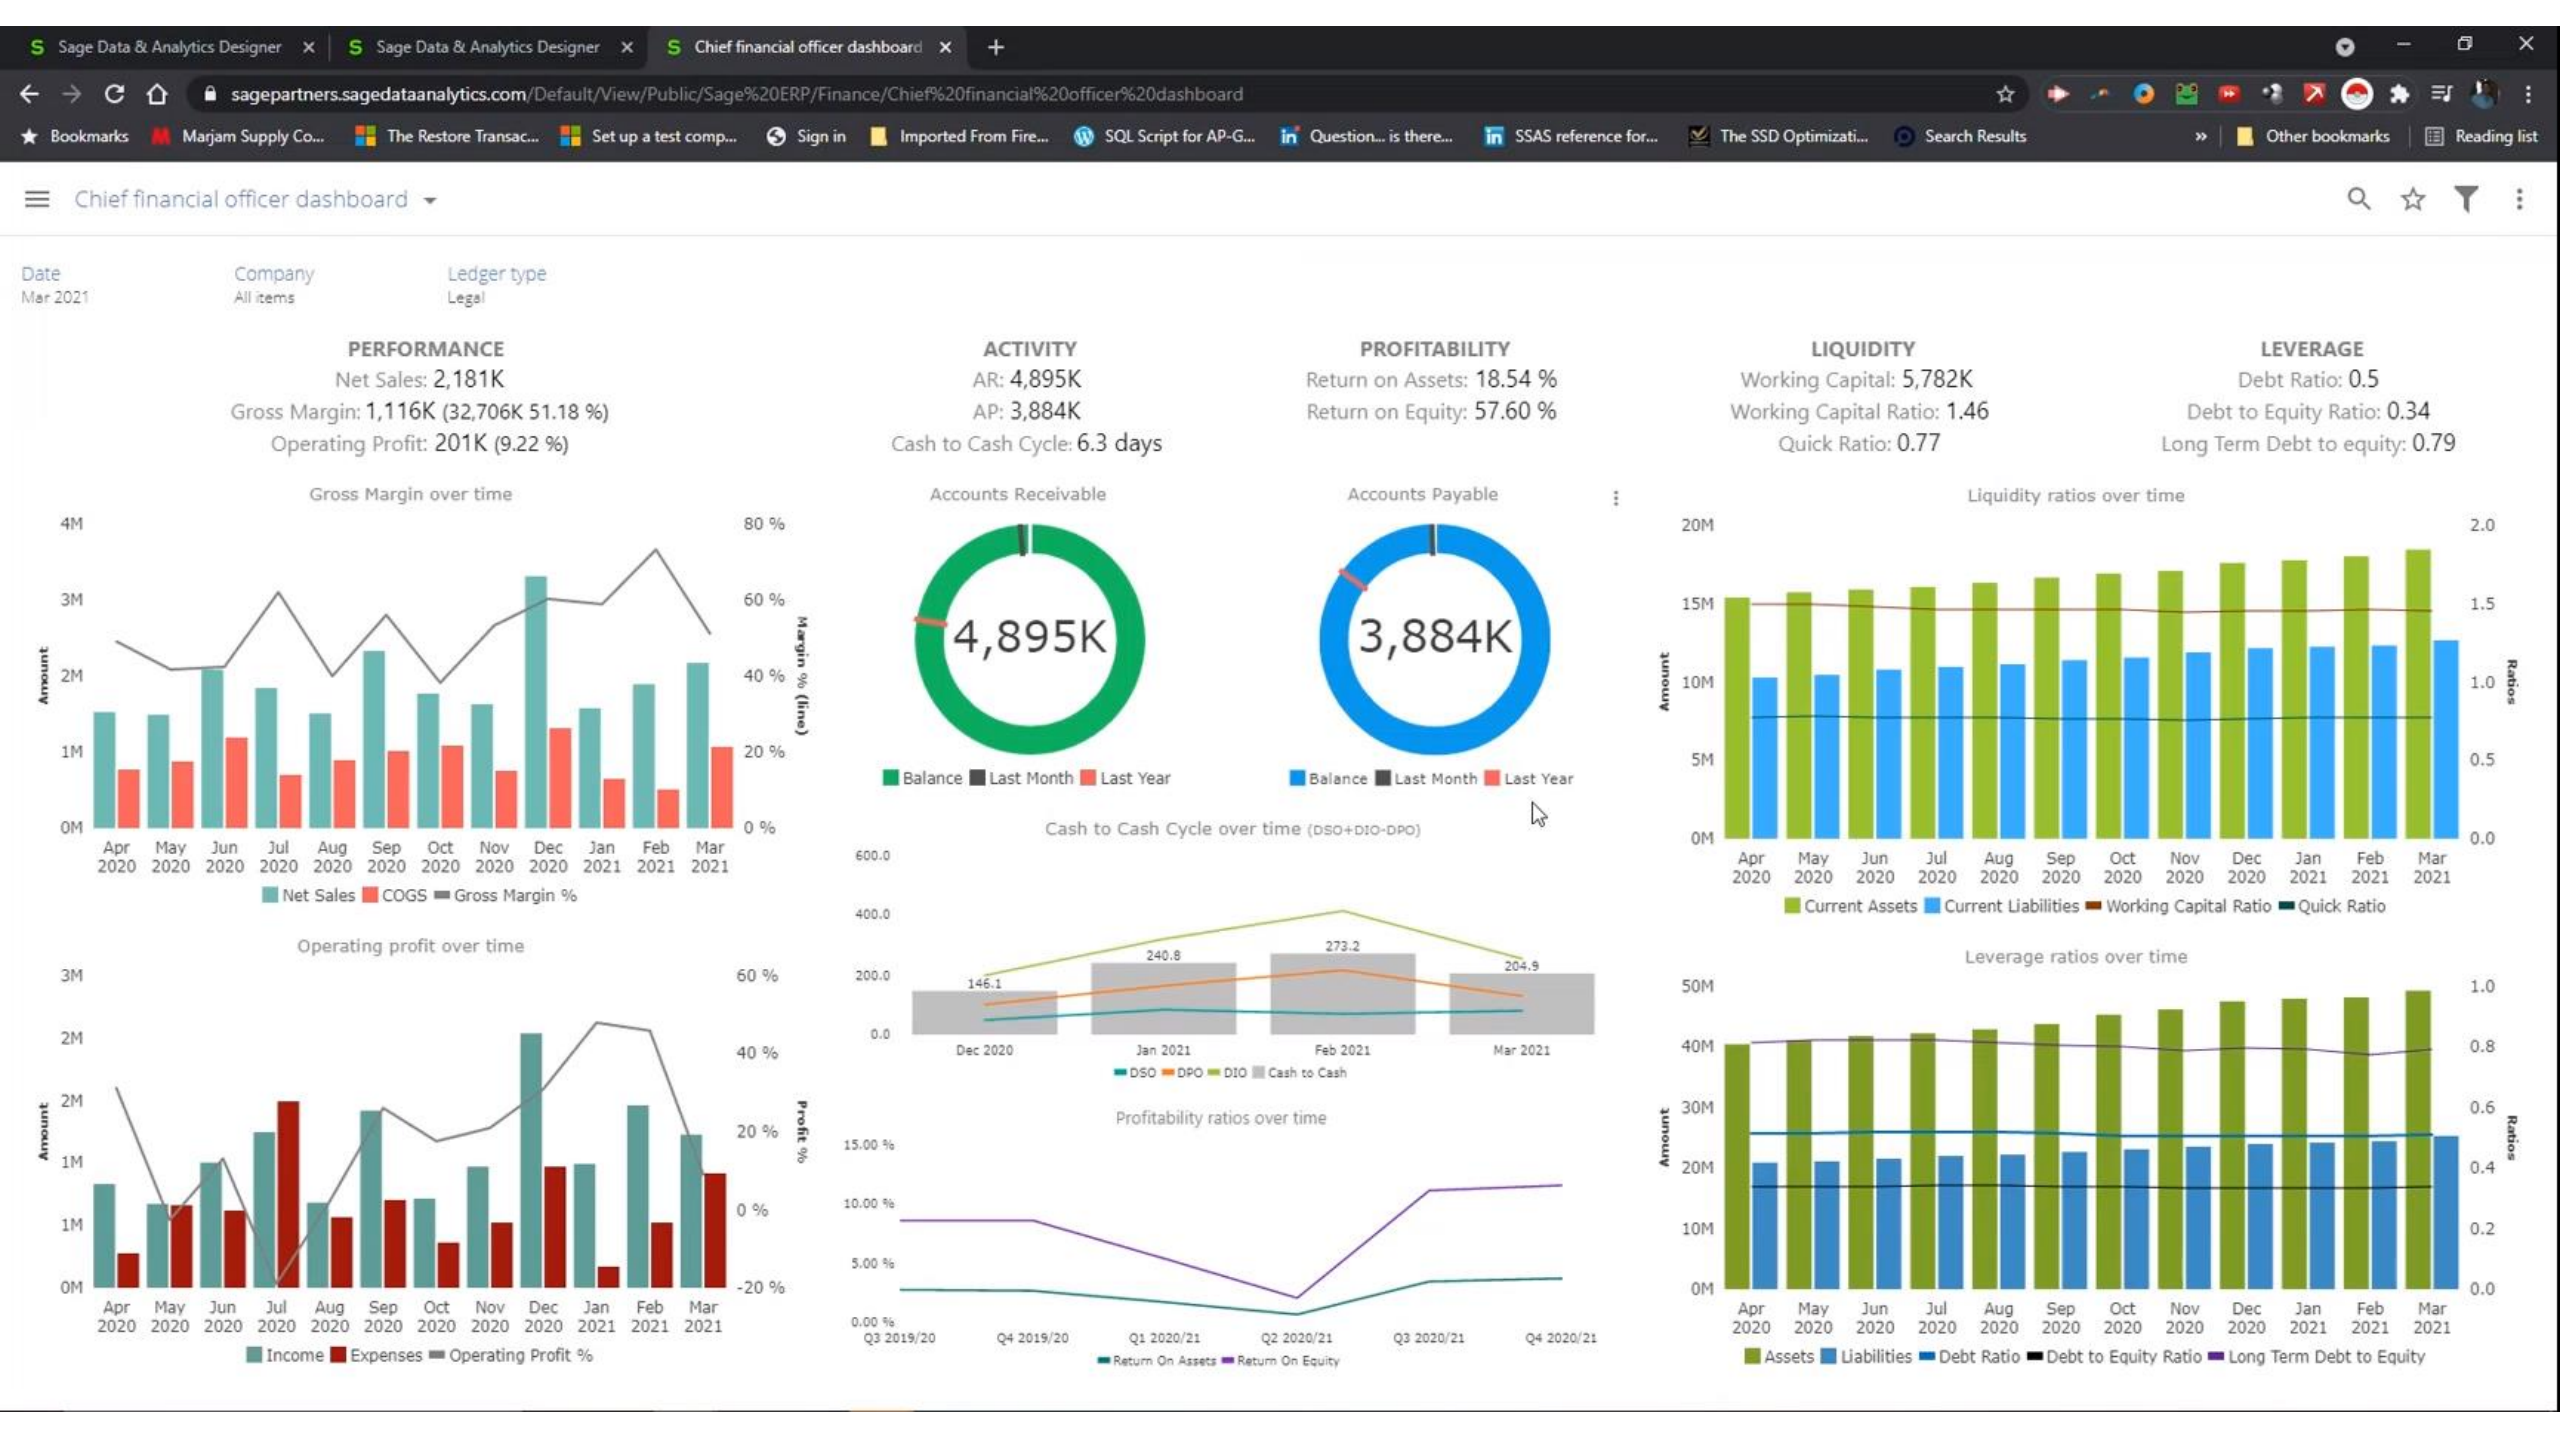 Sage Data & Analytics Designer
Sage Data & Analytics Designer
Chief financial officer dashboard
sagepartners.sagedataanalytics.com/Default/View/Public/Sage%20ERP/Finance/Chief%20financial%20officer%20dashboard
Bookmarks
Marjam Supply Co...
The Restore Transac...
Set up a test comp...
Sign in
Imported From Fire...
SQL Script for AP-G...
Question... is there...
SSAS reference for...
The SSD Optimizati...
Search Results
»
Other bookmarks
Reading list
Chief financial officer dashboard
Date
Mar 2021
Company
All items
Ledger type
Legal
PERFORMANCE
Net Sales: 2,181K
Gross Margin: 1,116K (32,706K 51.18 %)
Operating Profit: 201K (9.22 %)
ACTIVITY
AR: 4,895K
AP: 3,884K
Cash to Cash Cycle: 6.3 days
PROFITABILITY
Return on Assets: 18.54 %
Return on Equity: 57.60 %
LIQUIDITY
Working Capital: 5,782K
Working Capital Ratio: 1.46
Quick Ratio: 0.77
LEVERAGE
Debt Ratio: 0.5
Debt to Equity Ratio: 0.34
Long Term Debt to equity: 0.79
Gross Margin over time
4M
3M
2M
1M
0M
Amount
80 %
60 %
40 %
20 %
0 %
Margin % (line)
Apr 2020
May 2020
Jun 2020
Jul 2020
Aug 2020
Sep 2020
Oct 2020
Nov 2020
Dec 2020
Jan 2021
Feb 2021
Mar 2021
Net Sales COGS Gross Margin %
Operating profit over time
3M
2M
2M
1M
1M
0M
Amount
60 %
40 %
20 %
0 %
-20 %
Profit %
Apr 2020
May 2020
Jun 2020
Jul 2020
Aug 2020
Sep 2020
Oct 2020
Nov 2020
Dec 2020
Jan 2021
Feb 2021
Mar 2021
Income Expenses Operating Profit %
Accounts Receivable
4,895K
Balance Last Month Last Year
Accounts Payable
3,884K
Balance Last Month Last Year
Cash to Cash Cycle over time (DSO+DIO-DPO)
600.0
400.0
200.0
0.0
146.1
240.8
273.2
204.9
Dec 2020
Jan 2021
Feb 2021
Mar 2021
DSO DPO DIO Cash to Cash
Profitability ratios over time
15.00 %
10.00 %
5.00 %
0.00 %
Q3 2019/20
Q4 2019/20
Q1 2020/21
Q2 2020/21
Q3 2020/21
Q4 2020/21
Return On Assets Return On Equity
Liquidity ratios over time
20M
15M
10M
5M
0M
Amount
2.0
1.5
1.0
0.5
0.0
Ratios
Apr 2020
May 2020
Jun 2020
Jul 2020
Aug 2020
Sep 2020
Oct 2020
Nov 2020
Dec 2020
Jan 2021
Feb 2021
Mar 2021
Current Assets Current Liabilities Working Capital Ratio Quick Ratio
Leverage ratios over time
50M
40M
30M
20M
10M
0M
Amount
1.0
0.8
0.6
0.4
0.2
0.0
Ratios
Apr 2020
May 2020
Jun 2020
Jul 2020
Aug 2020
Sep 2020
Oct 2020
Nov 2020
Dec 2020
Jan 2021
Feb 2021
Mar 2021
Assets Liabilities Debt Ratio Debt to Equity Ratio Long Term Debt to Equity